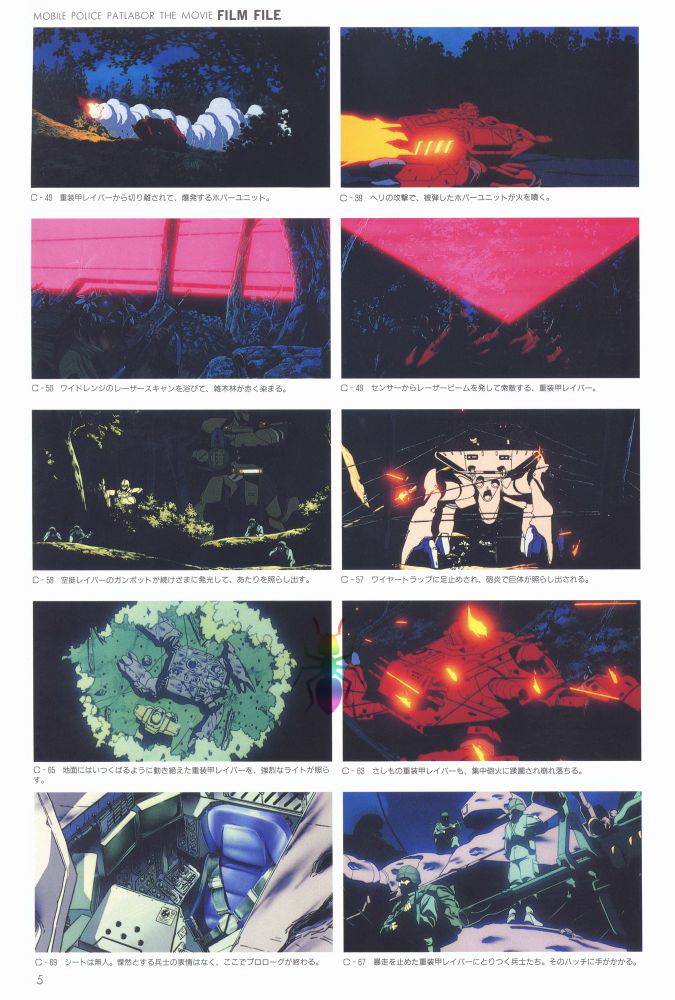 MOBILE POLICE PATLABOR THE MOVIE FILM FILE
C-39 ヘリの攻撃で、被弾したホバーユニットが火を噴く。
C-40 重装甲レイバーから切り離されて、爆発するホバーユニット。
C-49 センサーからレーザービームを発して索敵する、重装甲レイバー。
C-50 ワイドレンジのレーザースキャンを浴びて、雑木林が赤く染まる。
C-57 ワイヤートラップに足止めされ、砲炎で巨体が照らし出される。
C-58 空挺レイバーのガンポットが続けざまに発光して、あたりを照らし出す。
C-63 さしもの重装甲レイバーも、集中砲火に蹂躙され崩れ落ちる。
C-65 地面にはいつくばるように動き絶えた重装甲レイバーを、強烈なライトが照ら
す。
C-67 暴走を止めた重装甲レイバーにとりつく兵士たち。そのハッチに手がかかる。
C-69 シートは無人。愕然とする兵士の表情はなく、ここでプロローグが終わる。
5